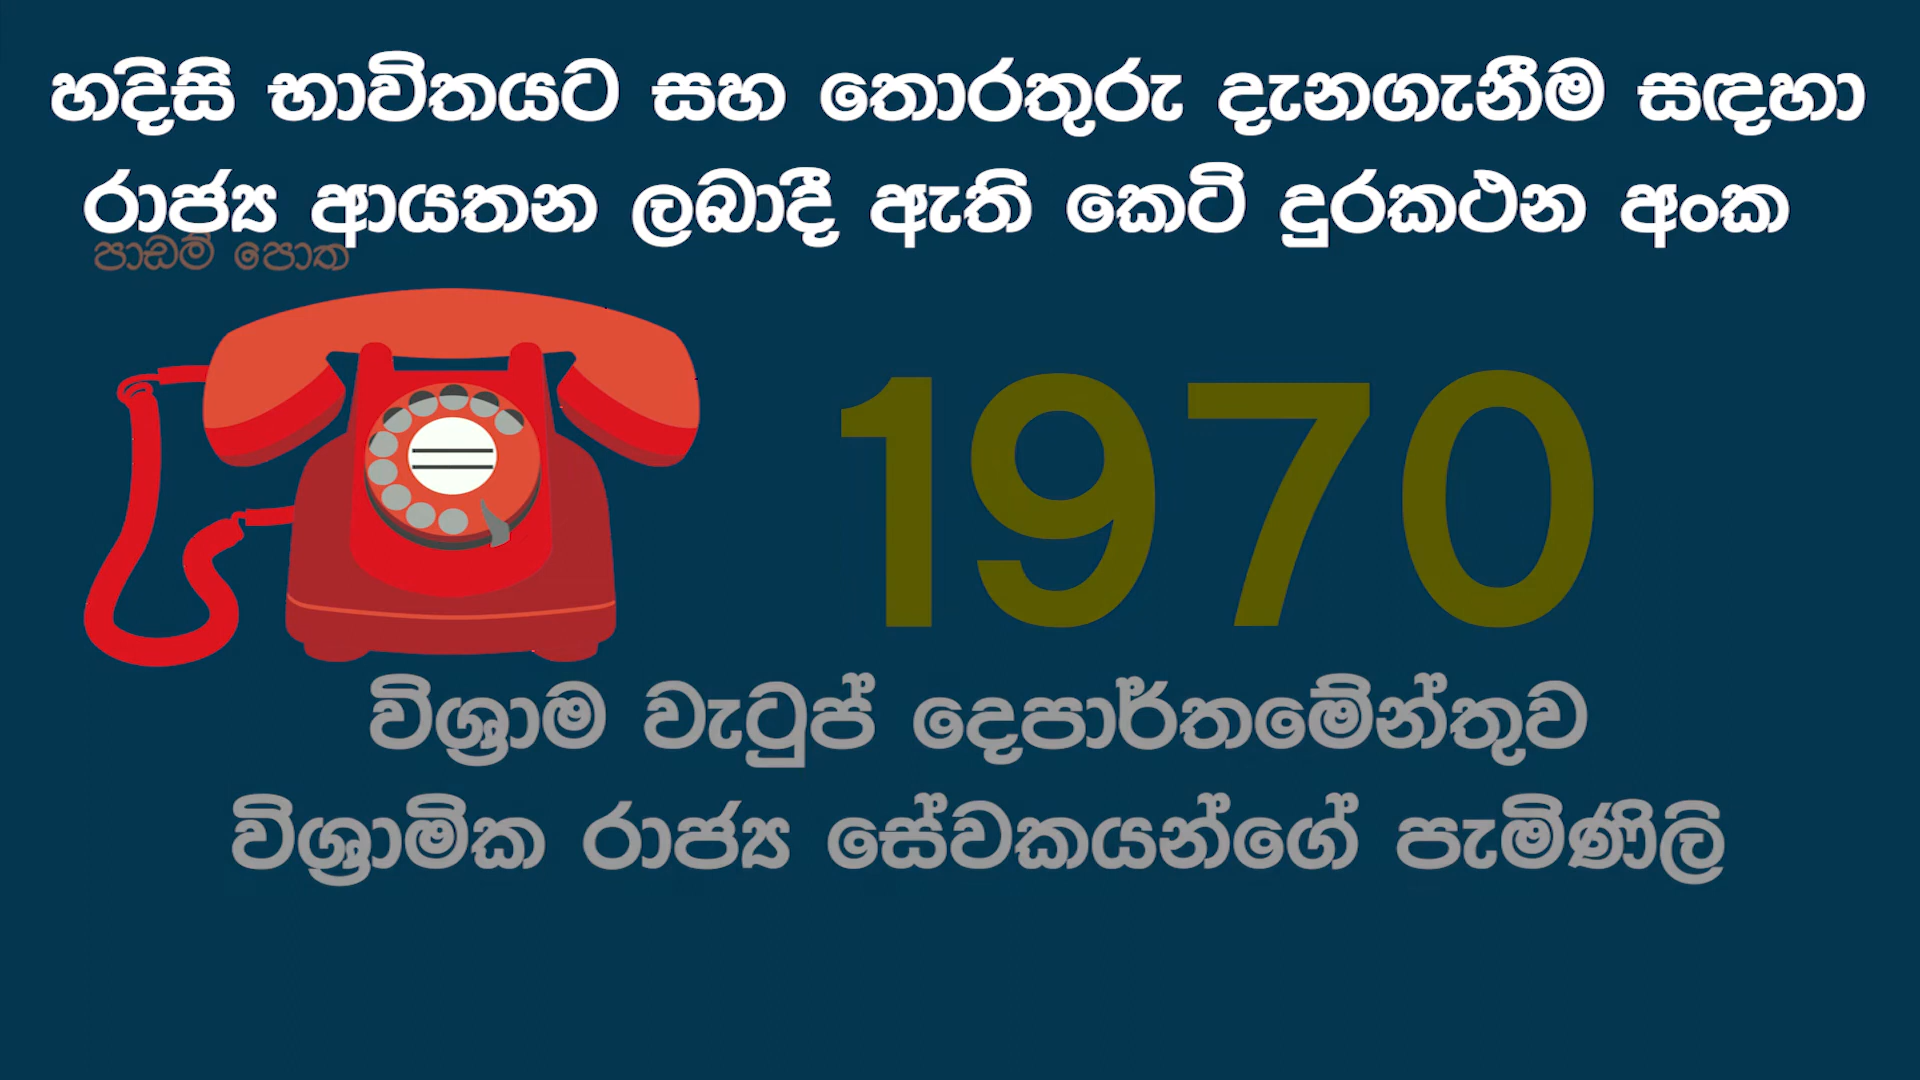 හදිසි භාවිතයට සහ තොරතුරු දැනගැනීම සඳහා
රාජ්‍ය ආයතන ලබාදී ඇති කෙටි දුරකථන අංක
පාඩම් පොත
1970
විශ්‍රාම වැටුප් දෙපාර්තමේන්තුව
විශ්‍රාමික රාජ්‍ය සේවකයන්ගේ පැමිණිලි